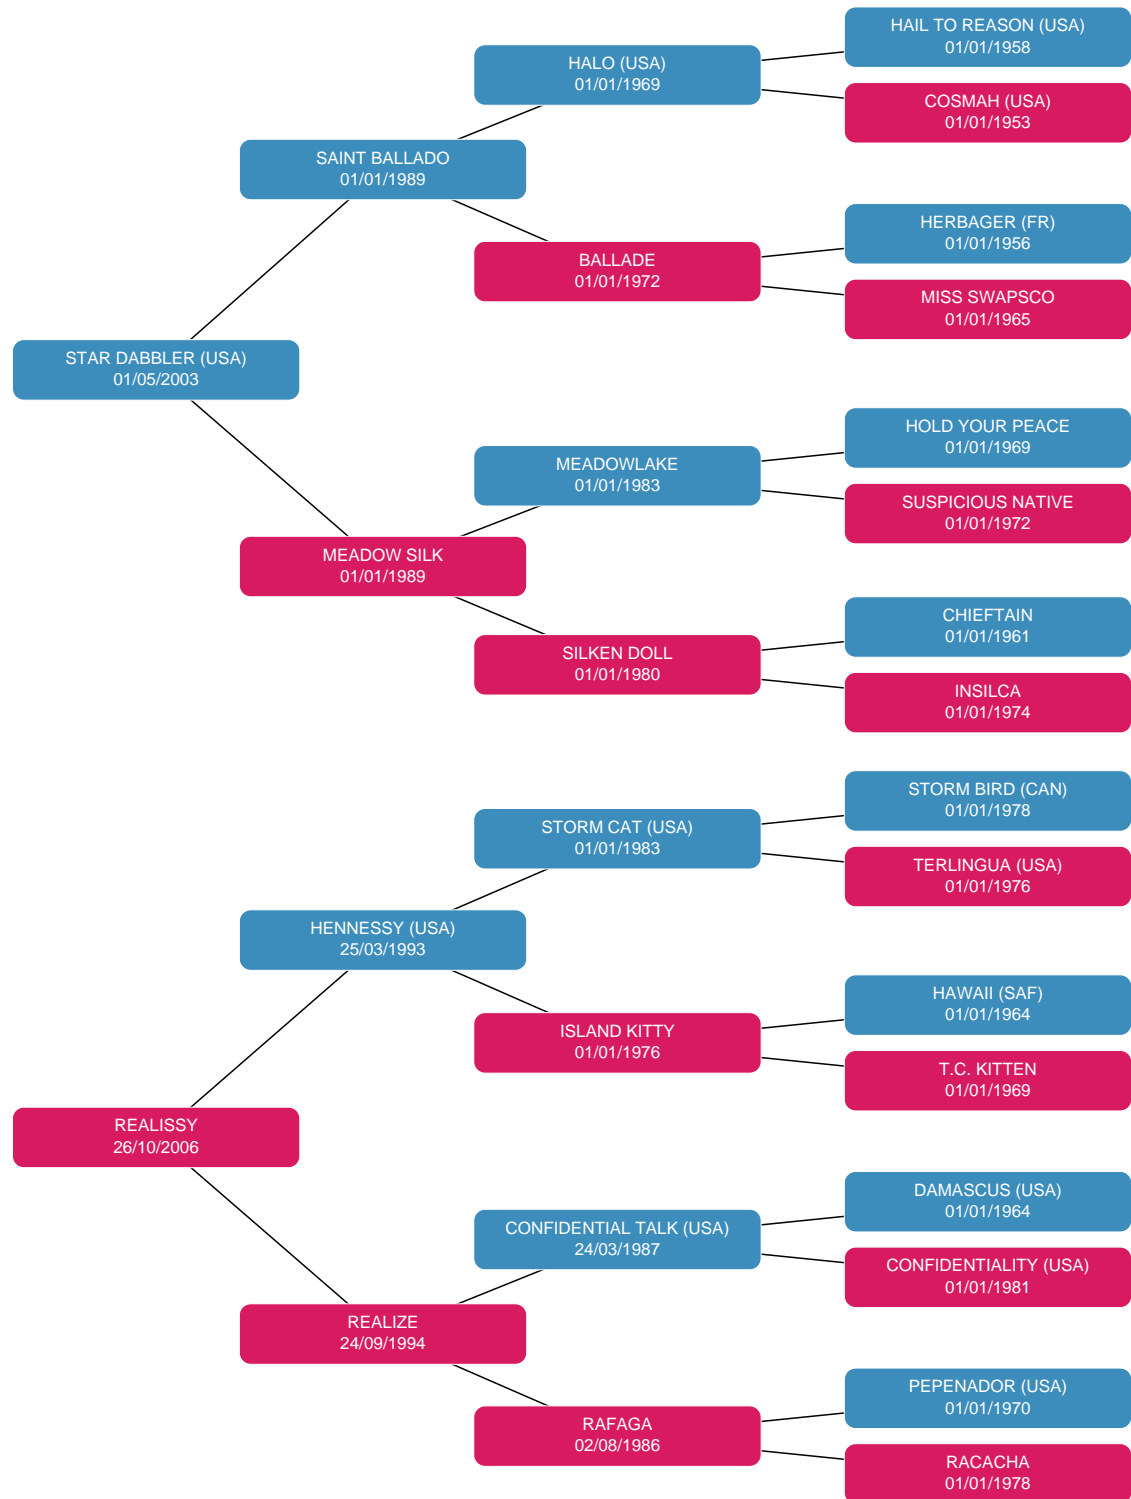 HAIL TO REASON (USA)
01/01/1958
HALO (USA)
01/01/1969
COSMAH (USA)
01/01/1953
SAINT BALLADO
01/01/1989
HERBAGER (FR)
01/01/1956
BALLADE
01/01/1972
MISS SWAPSCO
01/01/1965
STAR DABBLER (USA)
01/05/2003
HOLD YOUR PEACE
01/01/1969
MEADOWLAKE
01/01/1983
SUSPICIOUS NATIVE
01/01/1972
MEADOW SILK
01/01/1989
CHIEFTAIN
01/01/1961
SILKEN DOLL
01/01/1980
INSILCA
01/01/1974
STORM BIRD (CAN)
01/01/1978
STORM CAT (USA)
01/01/1983
TERLINGUA (USA)
01/01/1976
HENNESSY (USA)
25/03/1993
HAWAII (SAF)
01/01/1964
ISLAND KITTY
01/01/1976
T.C. KITTEN
01/01/1969
REALISSY
26/10/2006
DAMASCUS (USA)
01/01/1964
CONFIDENTIAL TALK (USA)
24/03/1987
CONFIDENTIALITY (USA)
01/01/1981
REALIZE
24/09/1994
PEPENADOR (USA)
01/01/1970
RAFAGA
02/08/1986
RACACHA
01/01/1978